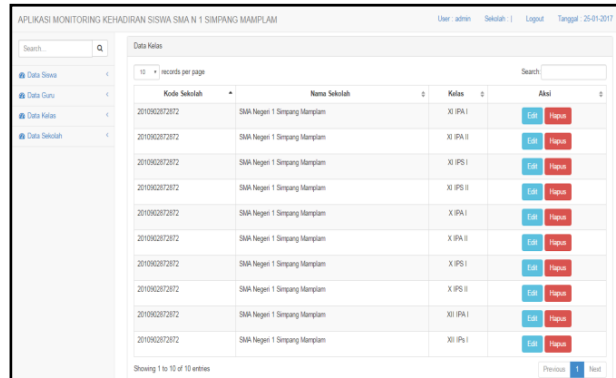 APLIKASI MONITORING KEHADIRAN SISWA SMA N 1 SIMPANG MAMPLAM User : admin Sekolah : | Logout Tanggal : 25-01-2017
Search...
Data Siswa
Data Guru
Data Kelas
Data Sekolah
Data Kelas
10 records per page Search:
Kode Sekolah Nama Sekolah Kelas Aksi
2010902872872 SMA Negeri 1 Simpang Mamplam XI IPA I Edit Hapus
2010902872872 SMA Negeri 1 Simpang Mamplam XI IPA II Edit Hapus
2010902872872 SMA Negeri 1 Simpang Mamplam XI IPS I Edit Hapus
2010902872872 SMA Negeri 1 Simpang Mamplam XI IPS II Edit Hapus
2010902872872 SMA Negeri 1 Simpang Mamplam X IPA I Edit Hapus
2010902872872 SMA Negeri 1 Simpang Mamplam X IPA II Edit Hapus
2010902872872 SMA Negeri 1 Simpang Mamplam X IPS I Edit Hapus
2010902872872 SMA Negeri 1 Simpang Mamplam X IPS II Edit Hapus
2010902872872 SMA Negeri 1 Simpang Mamplam XII IPA I Edit Hapus
2010902872872 SMA Negeri 1 Simpang Mamplam XII IPs I Edit Hapus
Showing 1 to 10 of 10 entries Previous 1 Next